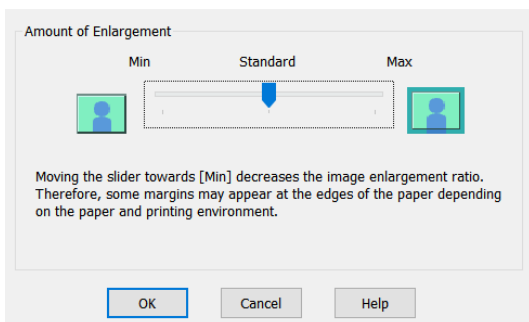 Amount of Enlargement
Min Standard Max
Moving the slider towards [Min] decreases the image enlargement ratio.
Therefore, some margins may appear at the edges of the paper depending
on the paper and printing environment.
OK Cancel Help